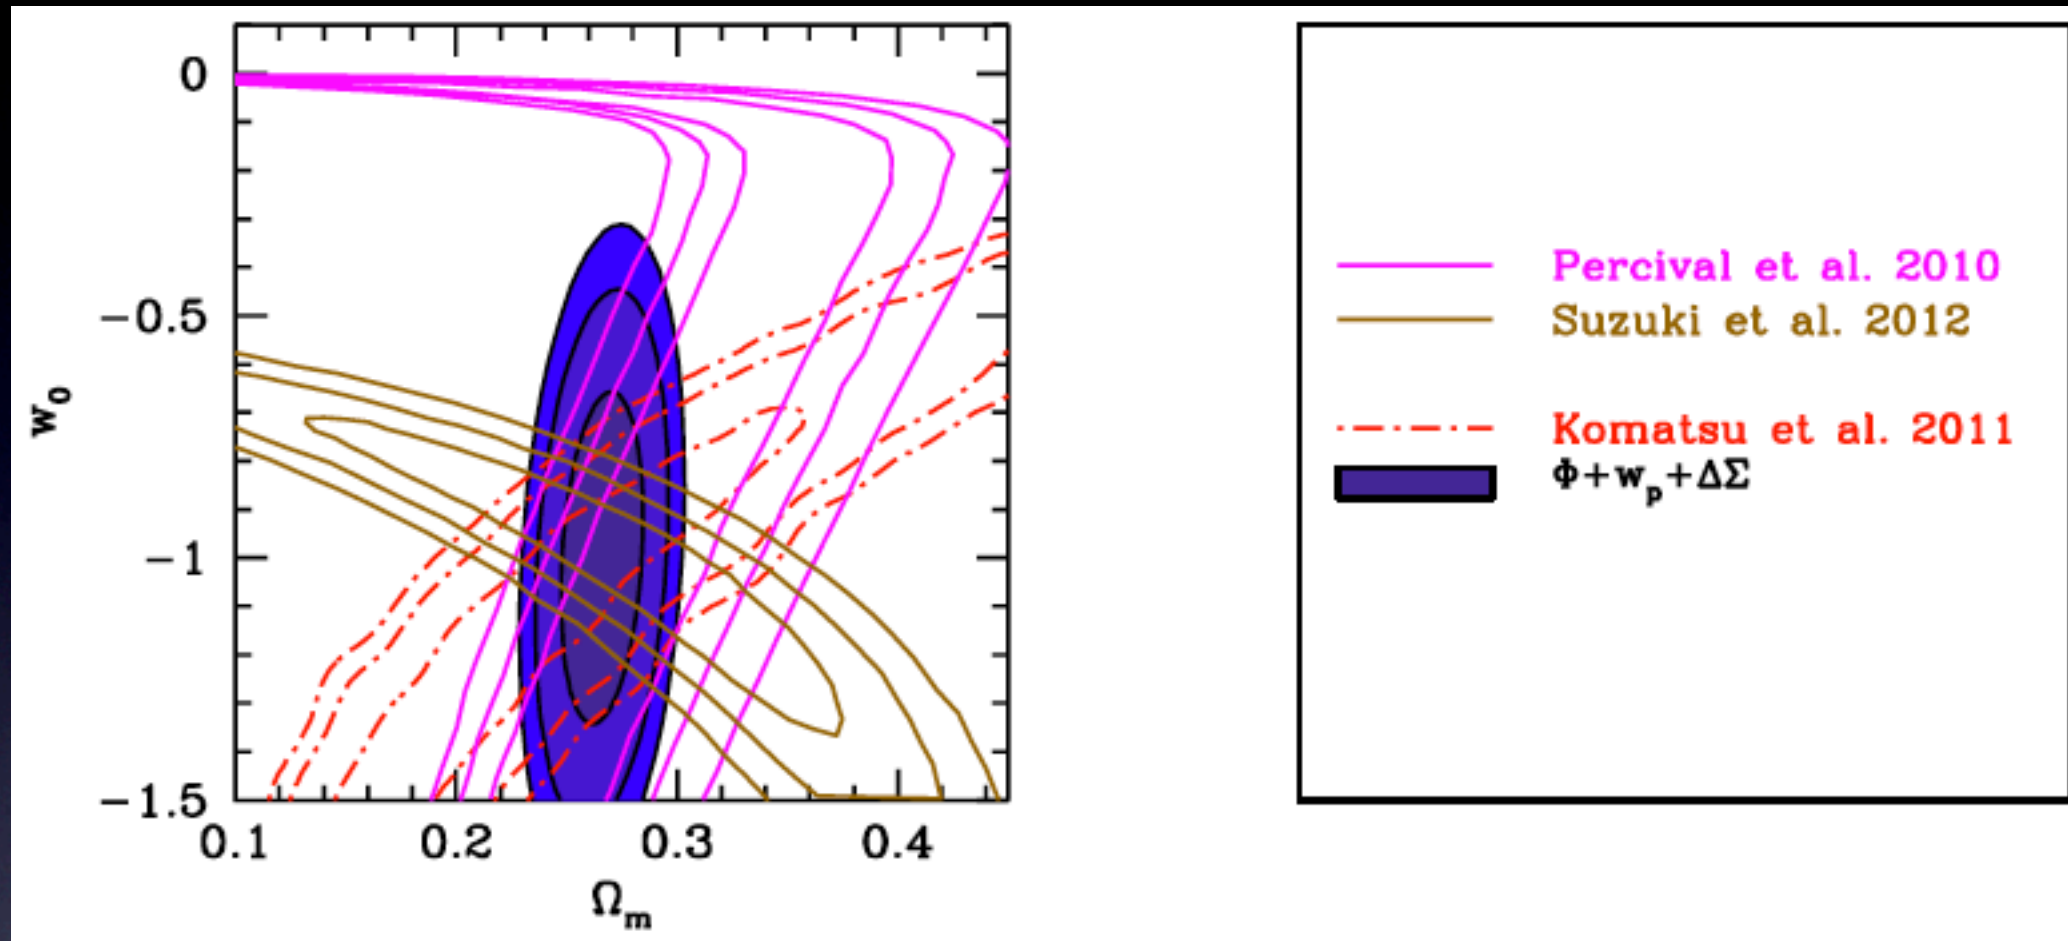 0
−0.5
−1
−1.5
w₀
0.1 0.2 0.3 0.4
Ωₘ
Percival et al. 2010
Suzuki et al. 2012
Komatsu et al. 2011
Φ+wₚ+ΔΣ